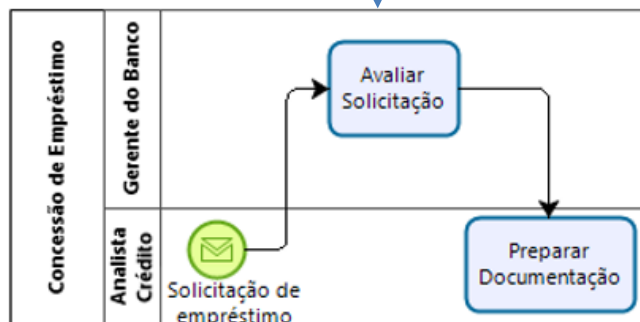 Concessão de Empréstimo
Gerente do Banco
Avaliar
Solicitação
Analista
Crédito
Solicitação de
empréstimo
Preparar
Documentação